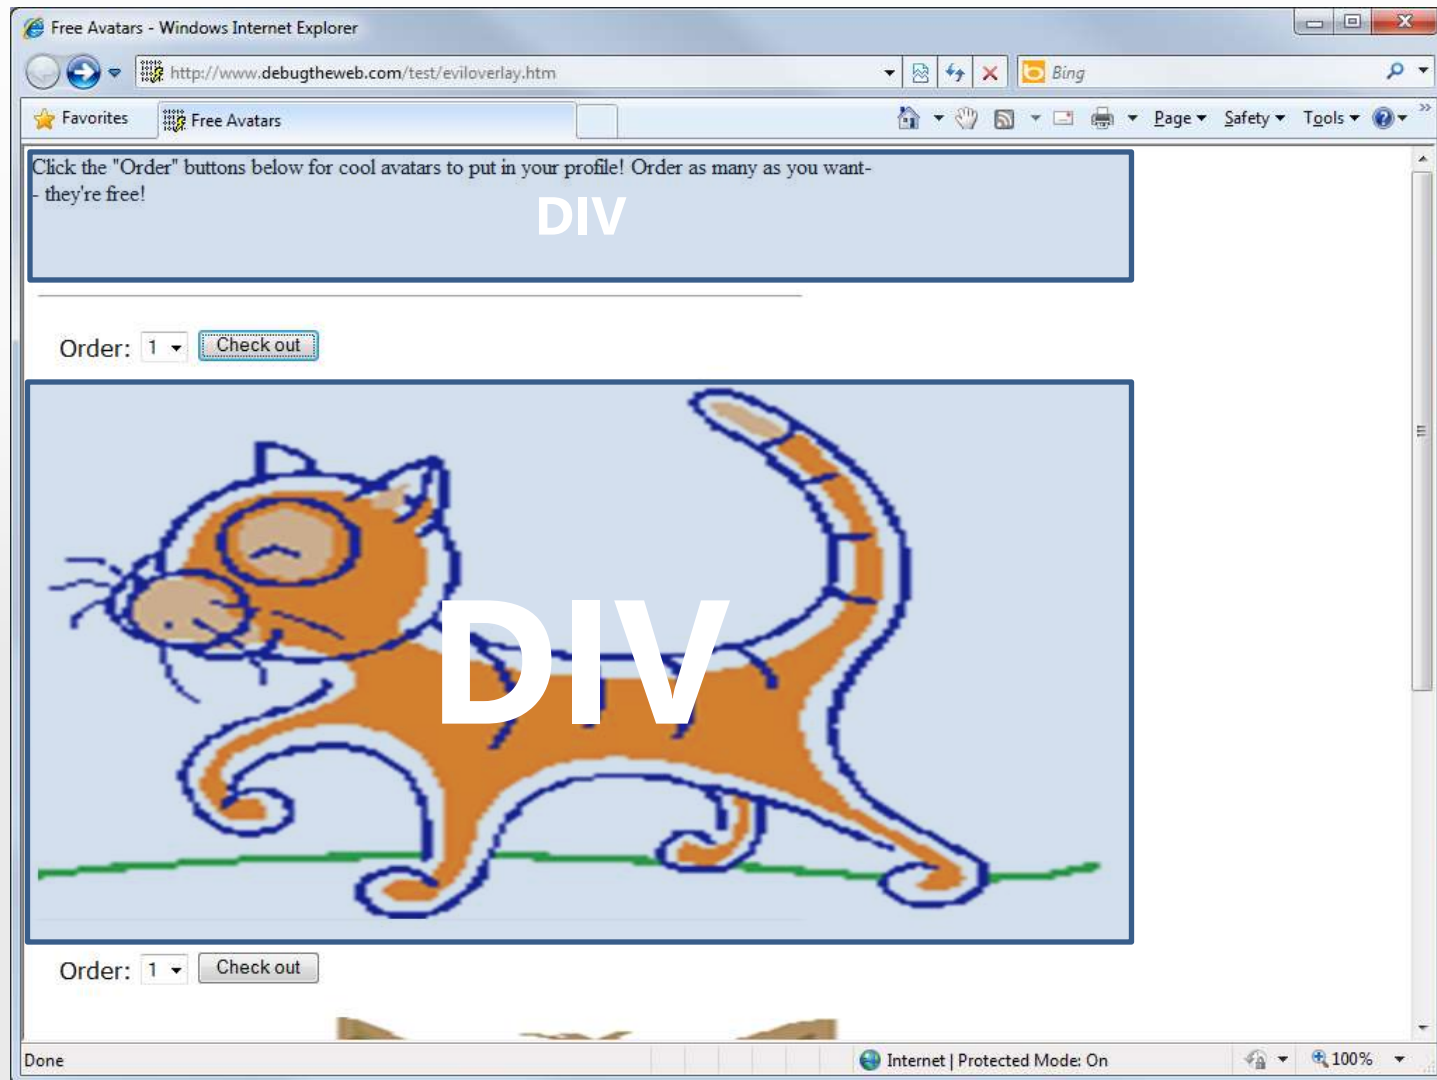 Free Avatars - Windows Internet Explorer
http://www.debugtheweb.com/test/eviloverlay.htm
Bing
Favorites
Free Avatars
Page
Safety
Tools
Click the "Order" buttons below for cool avatars to put in your profile! Order as many as you want-
- they're free!
DIV
Order: 1 Check out
DIV
Order: 1 Check out
Done
Internet | Protected Mode: On
100%